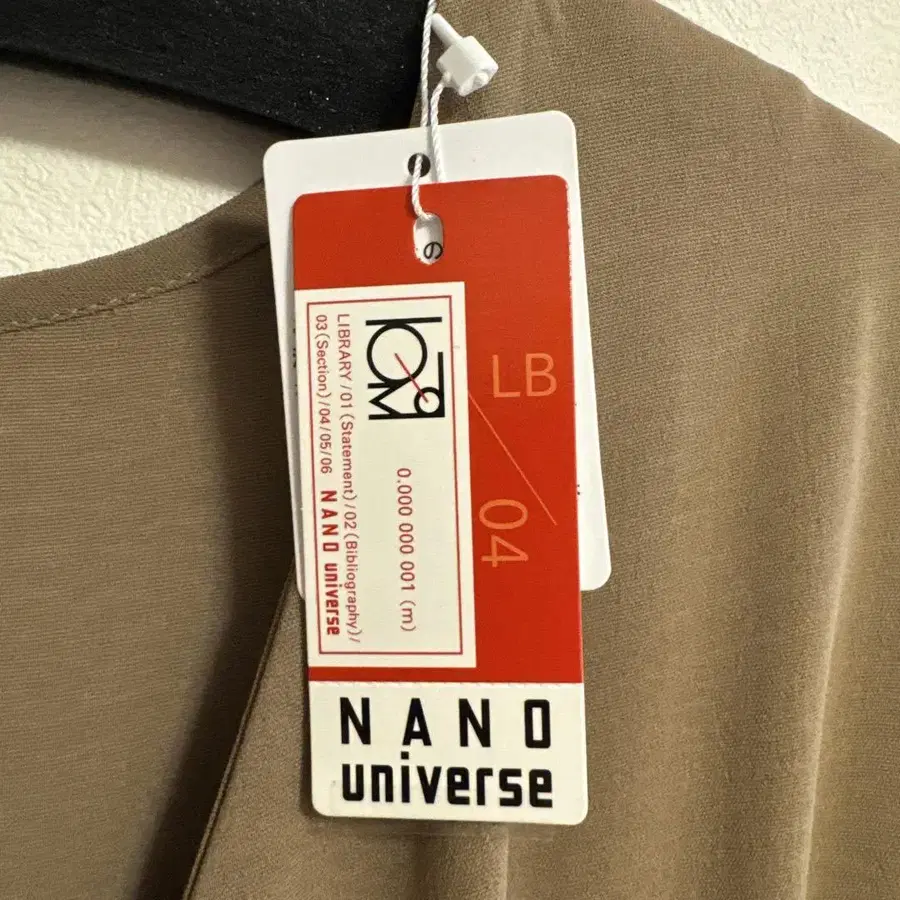 LB
04
LIBRARY/01(Statement)/02(Bibliography)/
03(Section)/04/05/06 NANO universe
0.000 000 001 (m)
NANO
universe